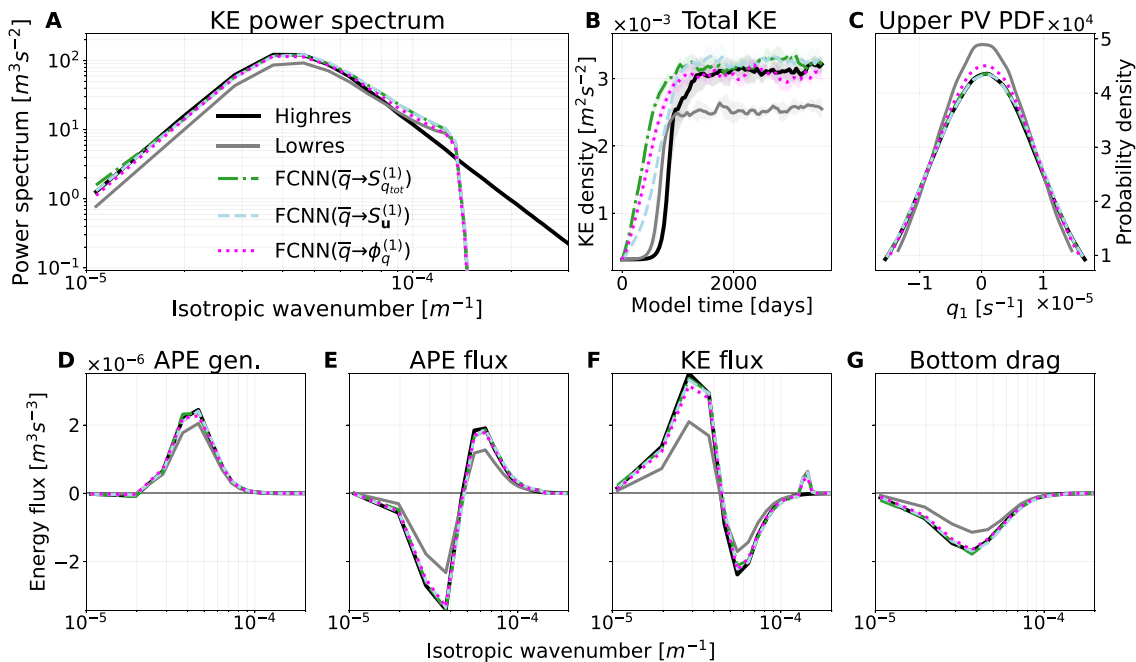 A KE power spectrum
Power spectrum [m³s⁻²]
10²
10¹
10⁰
10⁻¹
10⁻⁵
10⁻⁴
Isotropic wavenumber [m⁻¹]
Highres
Lowres
FCNN(q̅→S_{q_{tot}}^{(1)})
FCNN(q̅→S_{𝐮}^{(1)})
FCNN(q̅→ϕ_q^{(1)})
B ×10⁻³ Total KE
KE density [m²s⁻²]
3
2
1
0
2000
Model time [days]
C Upper PV PDF ×10⁴
5
4
3
2
1
Probability density
−1
0
1
×10⁻⁵
q₁ [s⁻¹]
D ×10⁻⁶ APE gen.
Energy flux [m³s⁻³]
2
0
−2
10⁻⁵
10⁻⁴
E APE flux
10⁻⁵
10⁻⁴
F KE flux
10⁻⁵
10⁻⁴
G Bottom drag
10⁻⁵
10⁻⁴
Isotropic wavenumber [m⁻¹]